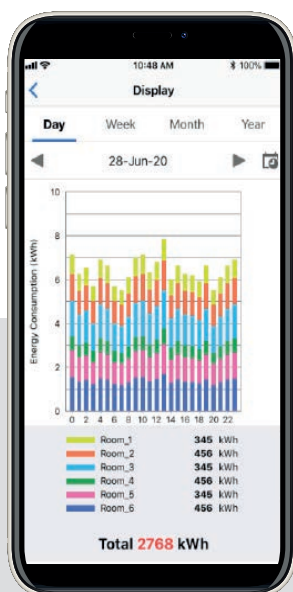 10:48 AM 100%
Display
Day Week Month Year
28-Jun-20
Energy Consumption (kWh)
10
8
6
4
2
0
0 2 4 6 8 10 12 14 16 18 20 22
Room_1 345 kWh
Room_2 456 kWh
Room_3 345 kWh
Room_4 456 kWh
Room_5 345 kWh
Room_6 456 kWh
Total 2768 kWh